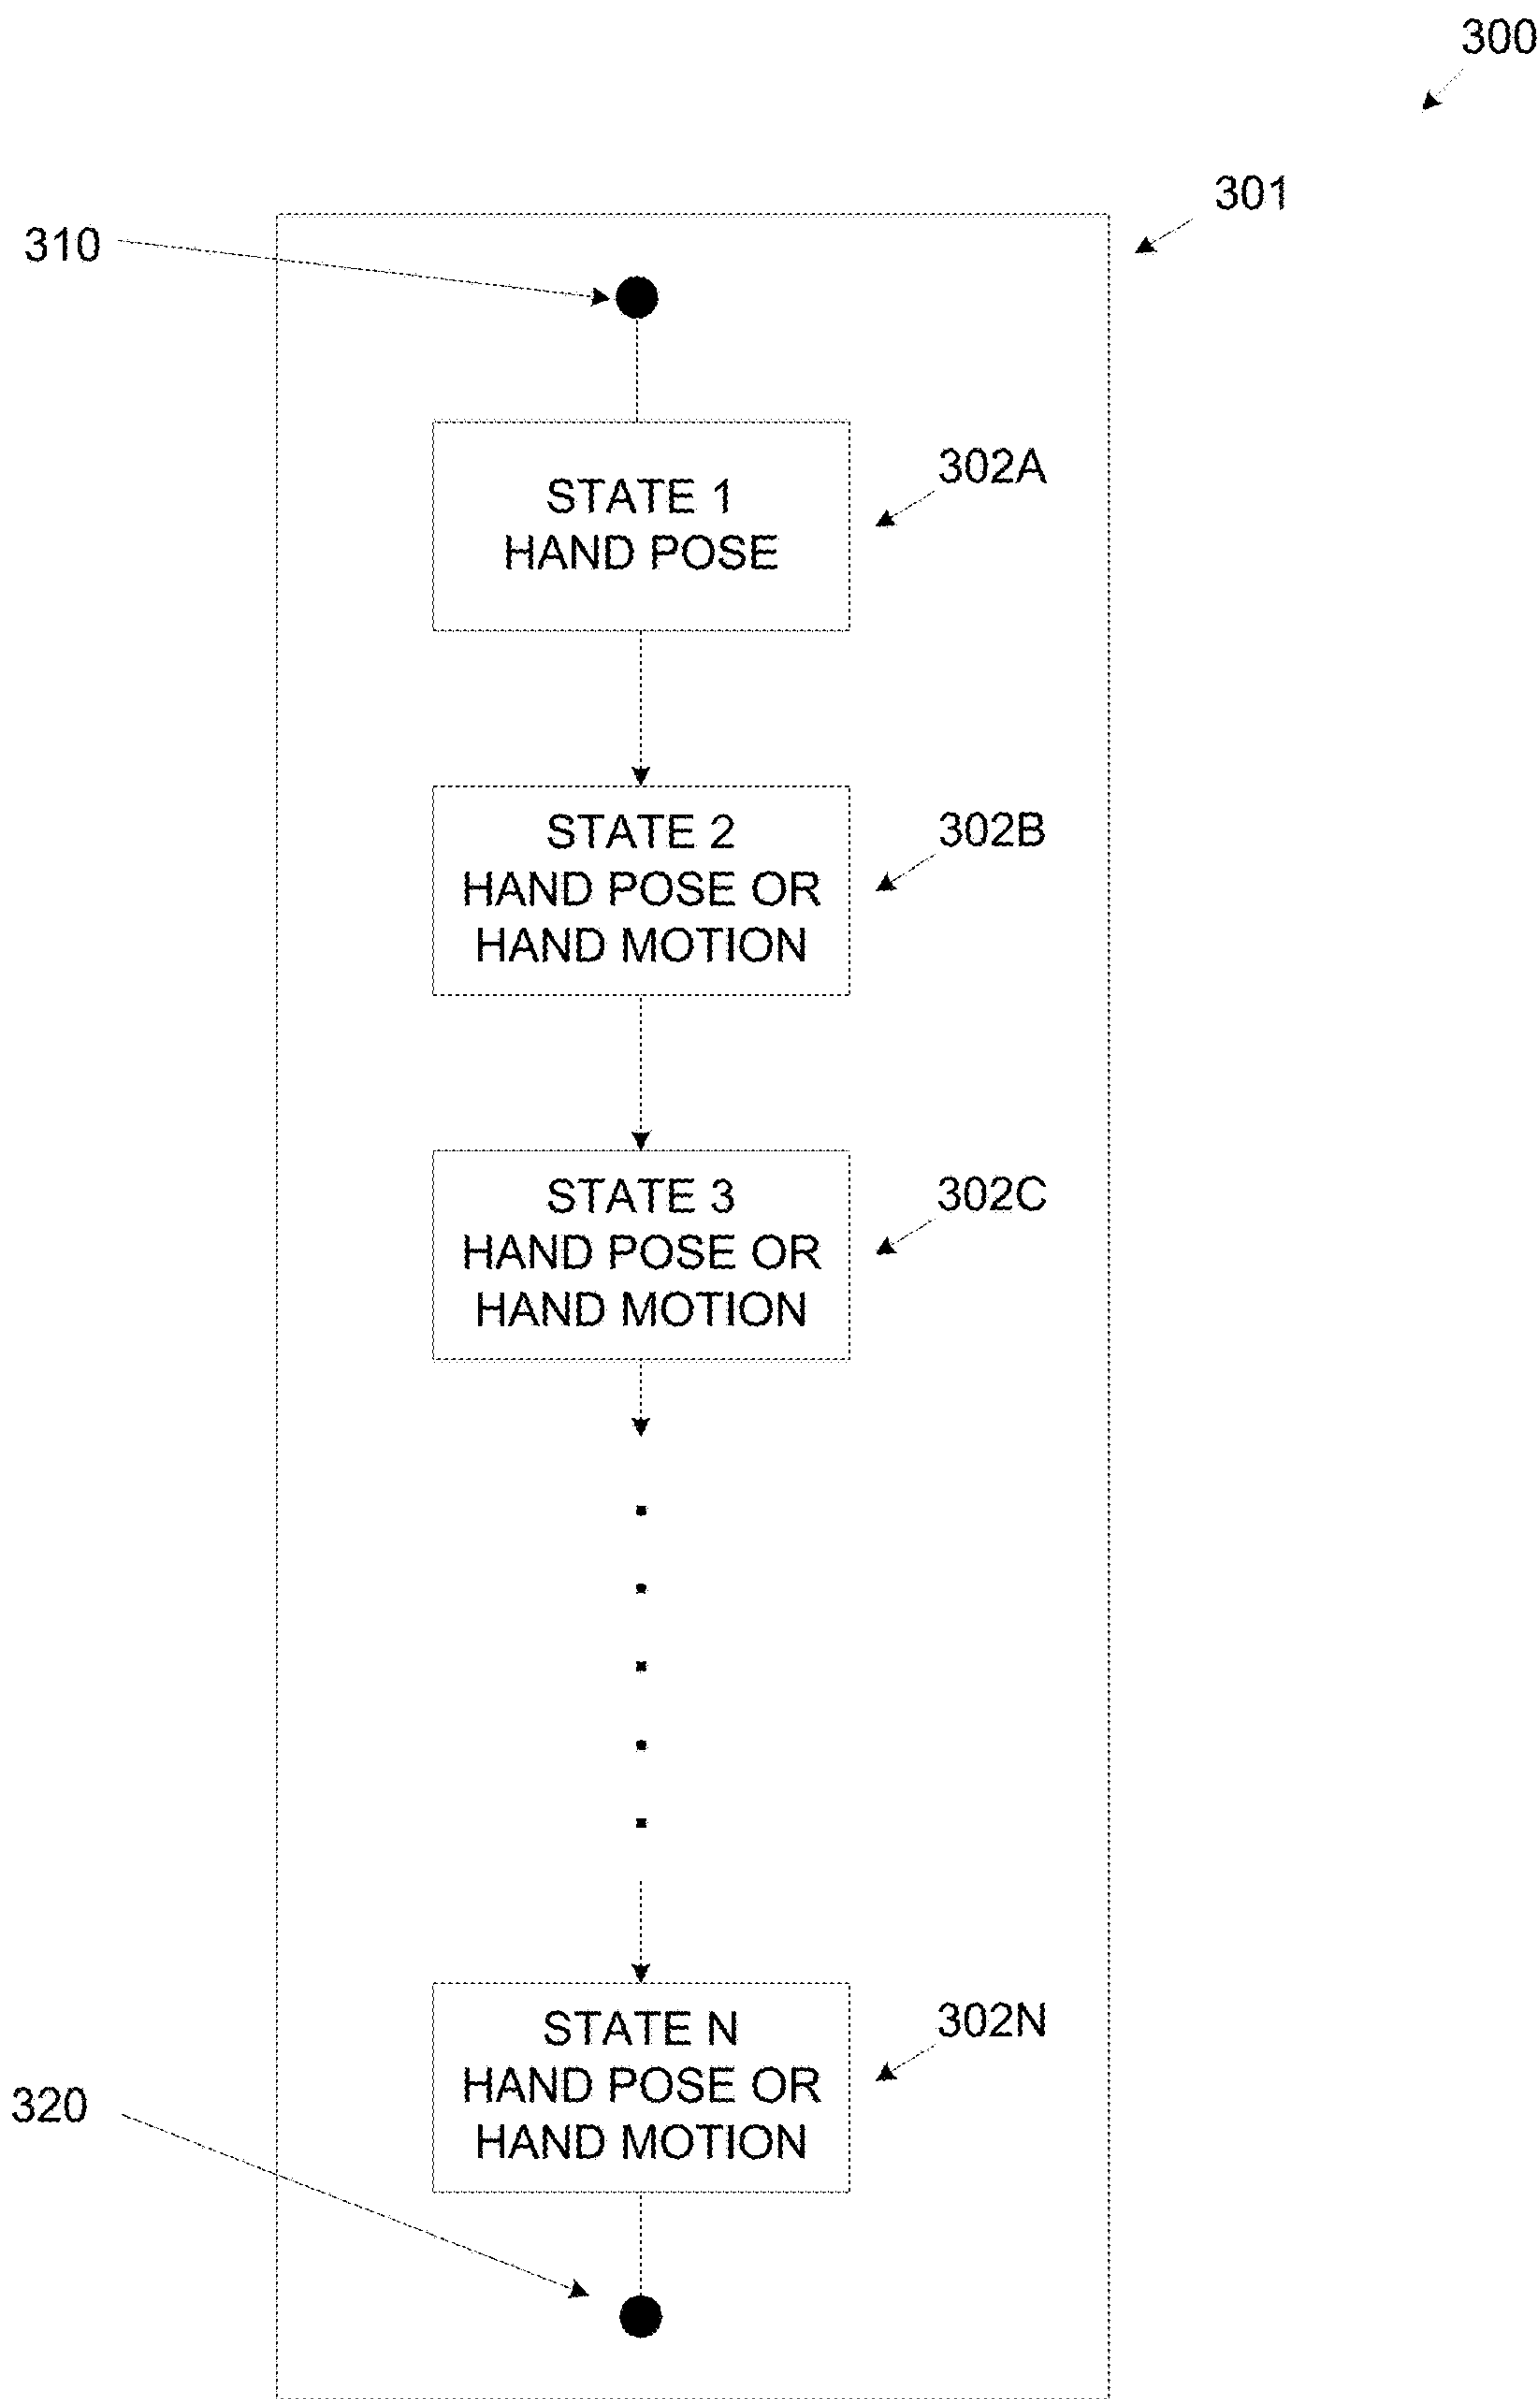 300
301
310
STATE 1
HAND POSE
302A
STATE 2
HAND POSE OR
HAND MOTION
302B
STATE 3
HAND POSE OR
HAND MOTION
302C
STATE N
HAND POSE OR
HAND MOTION
302N
320